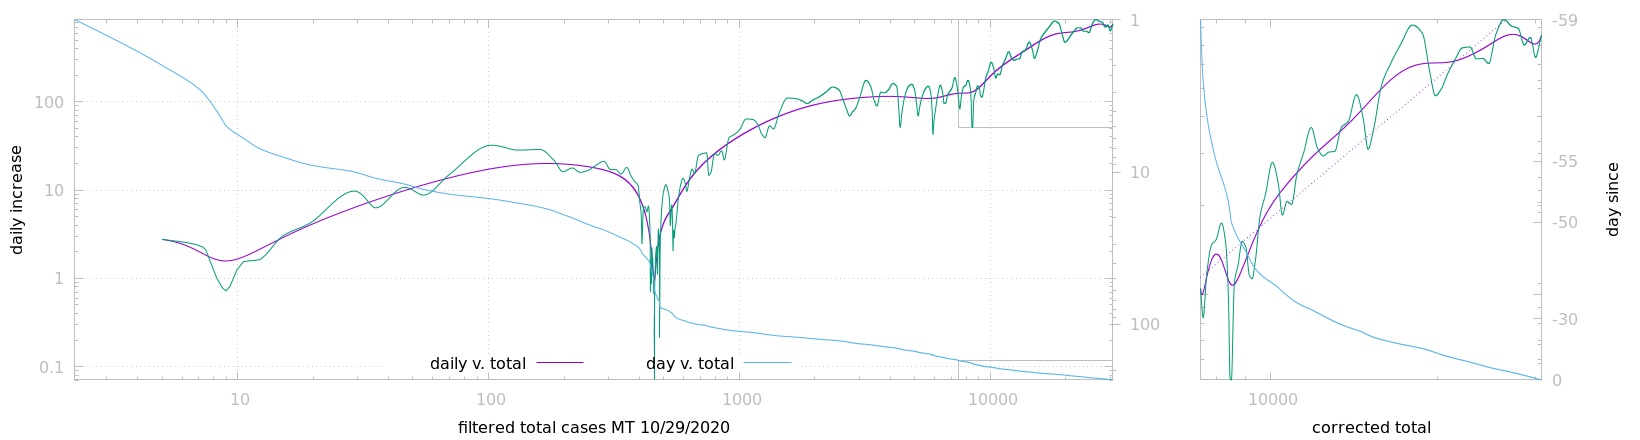 daily increase
100
10
1
0.1
daily v. total
day v. total
10
100
1000
10000
filtered total cases MT 10/29/2020
1
10
100
10000
corrected total
-59
-55
-50
-30
0
day since